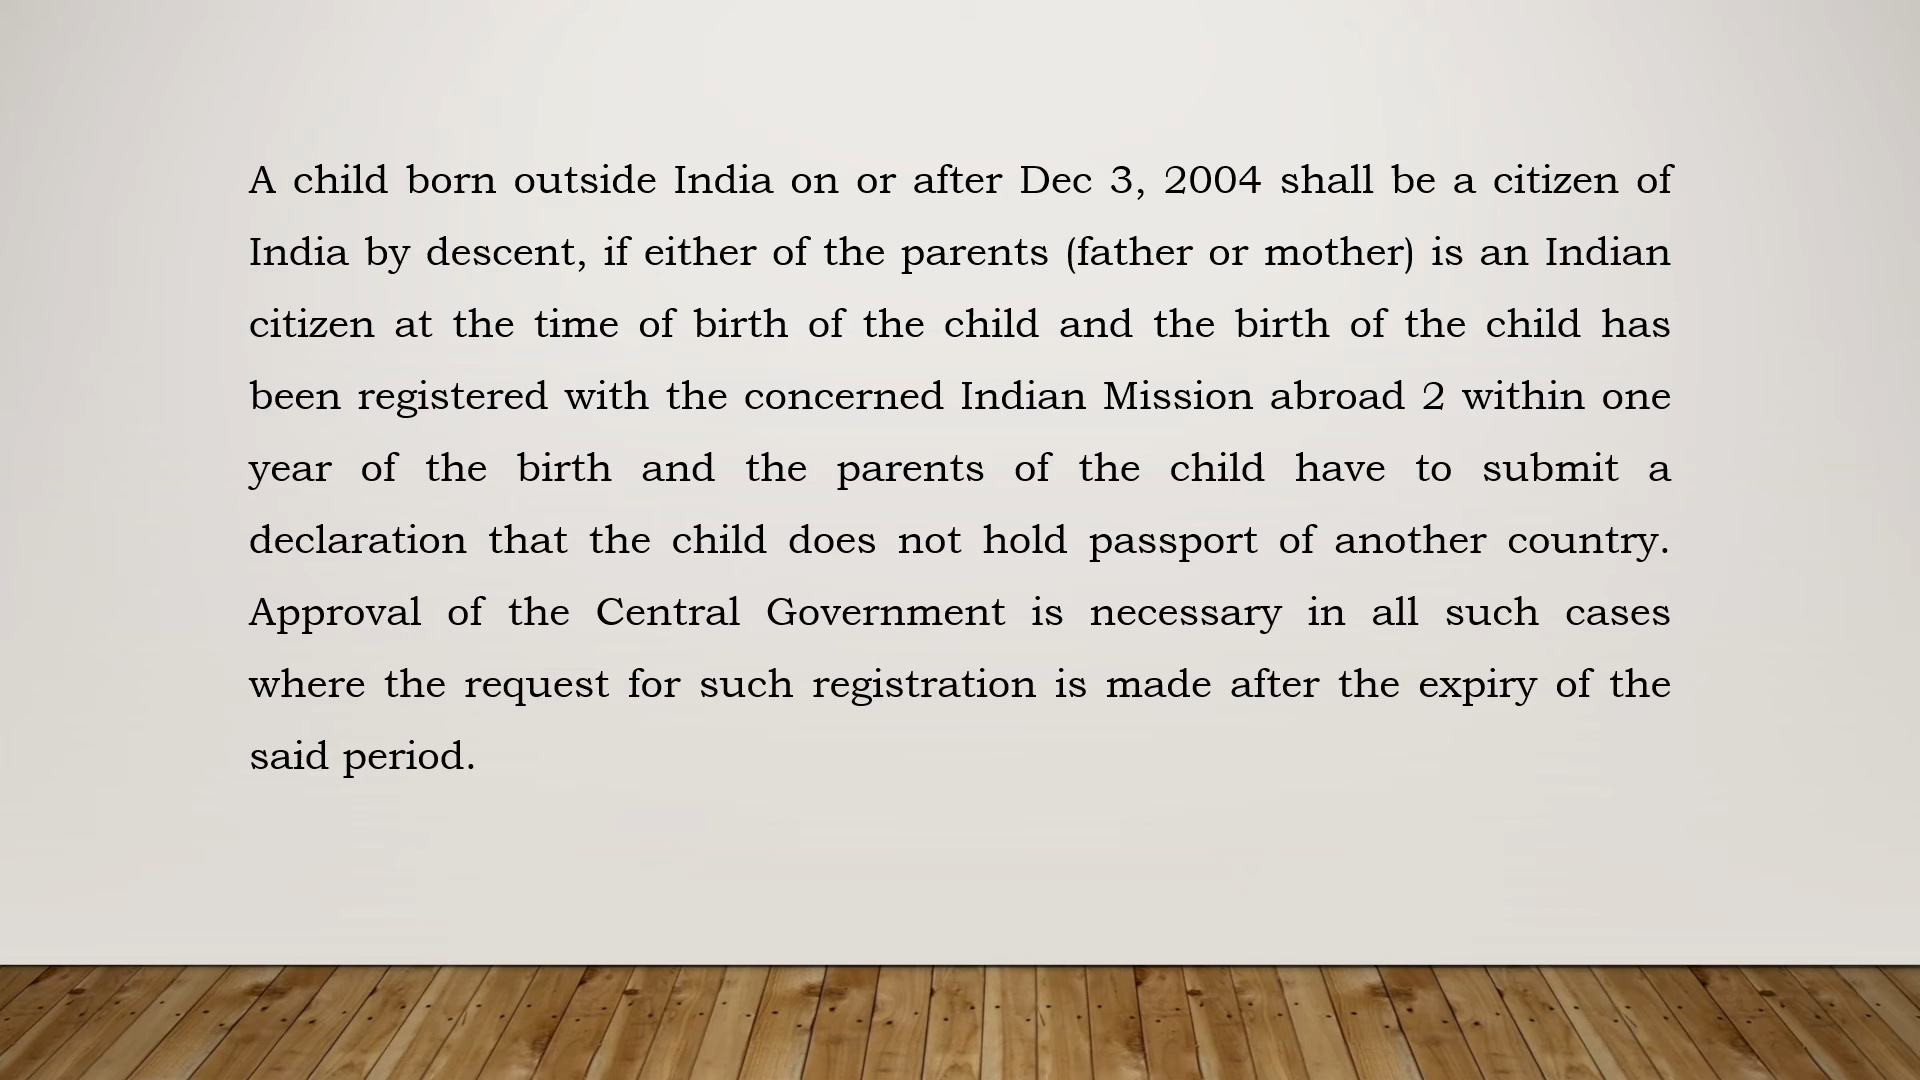 A child born outside India on or after Dec 3, 2004 shall be a citizen of
India by descent, if either of the parents (father or mother) is an Indian
citizen at the time of birth of the child and the birth of the child has
been registered with the concerned Indian Mission abroad 2 within one
year of the birth and the parents of the child have to submit a
declaration that the child does not hold passport of another country.
Approval of the Central Government is necessary in all such cases
where the request for such registration is made after the expiry of the
said period.